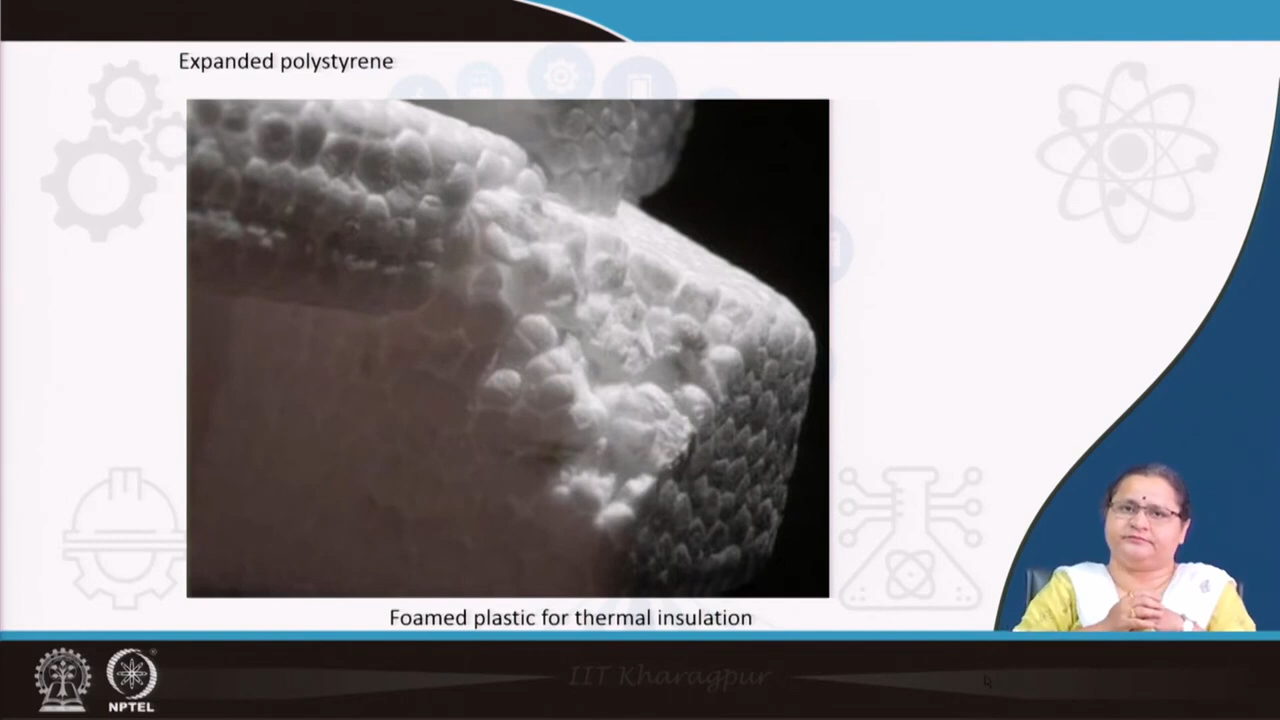 Expanded polystyrene
Foamed plastic for thermal insulation
IIT Kharagpur
NPTEL